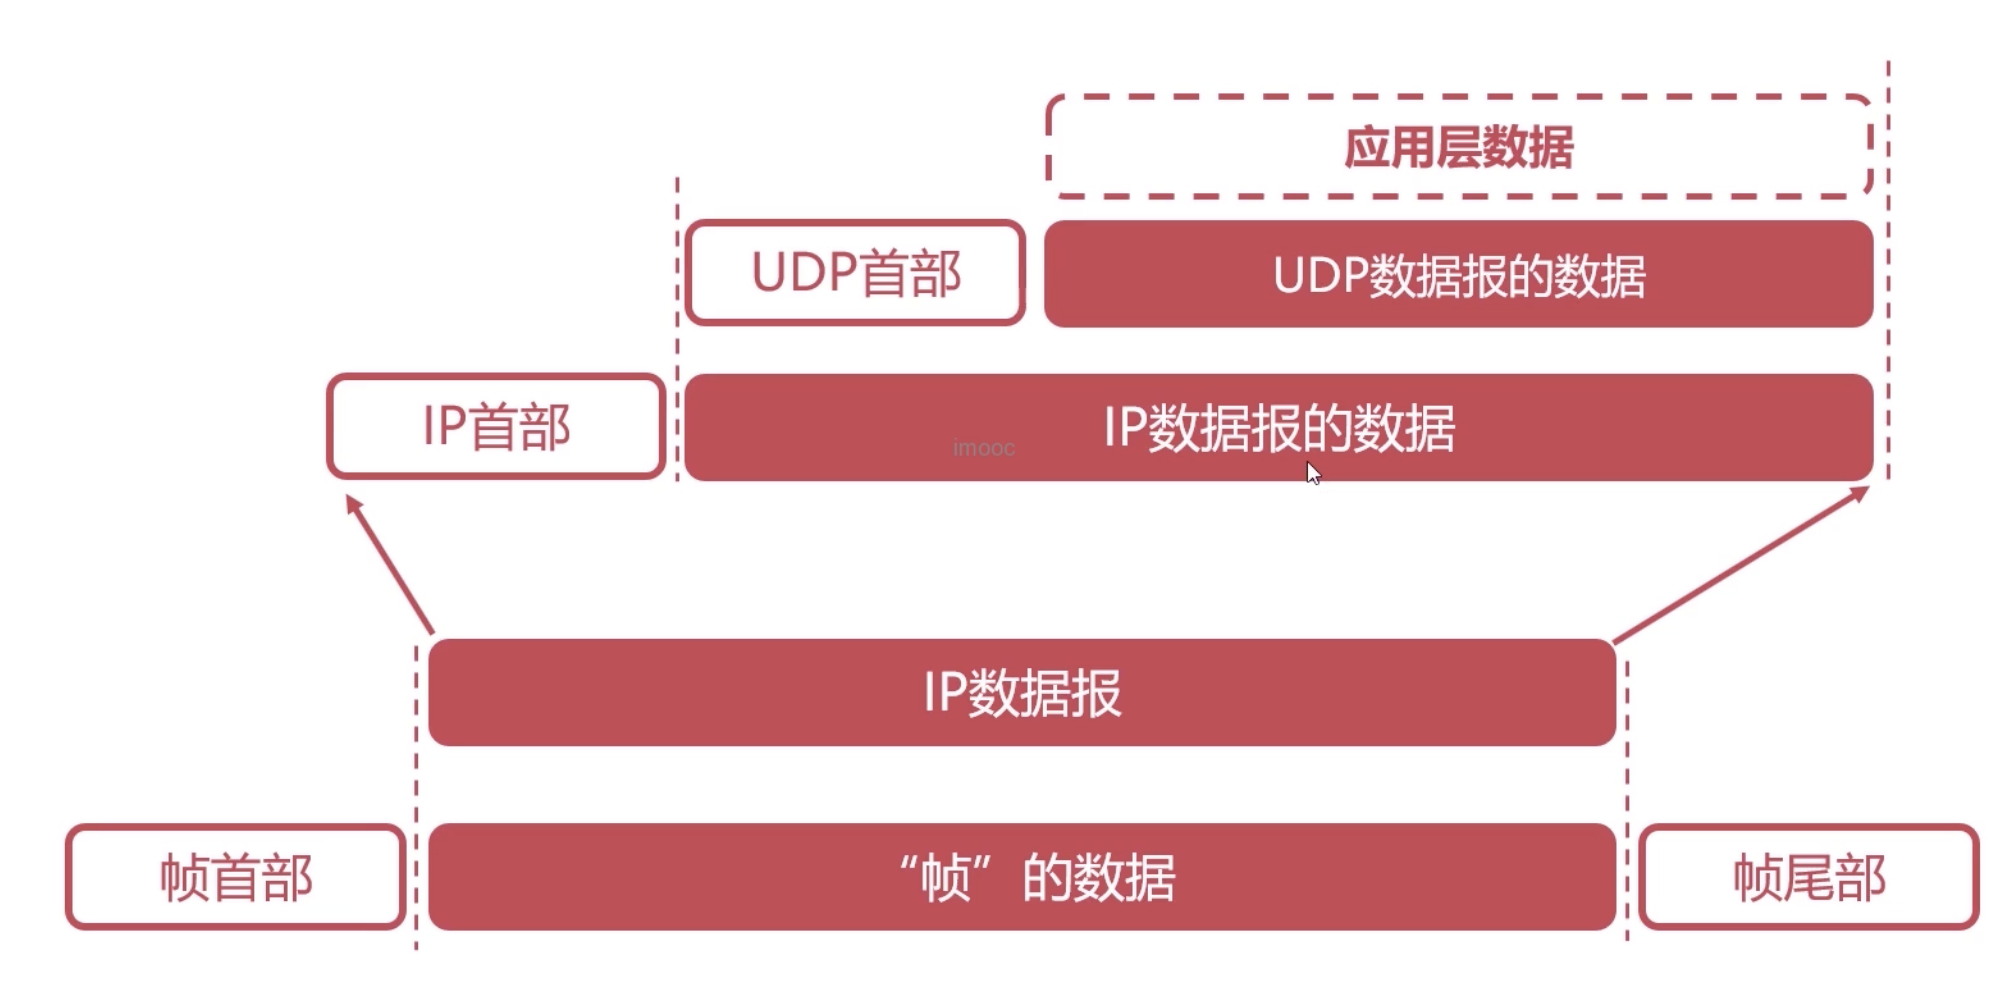 应用层数据
UDP首部
UDP数据报的数据
IP首部
IP数据报的数据
imooc
IP数据报
帧首部
“帧”的数据
帧尾部